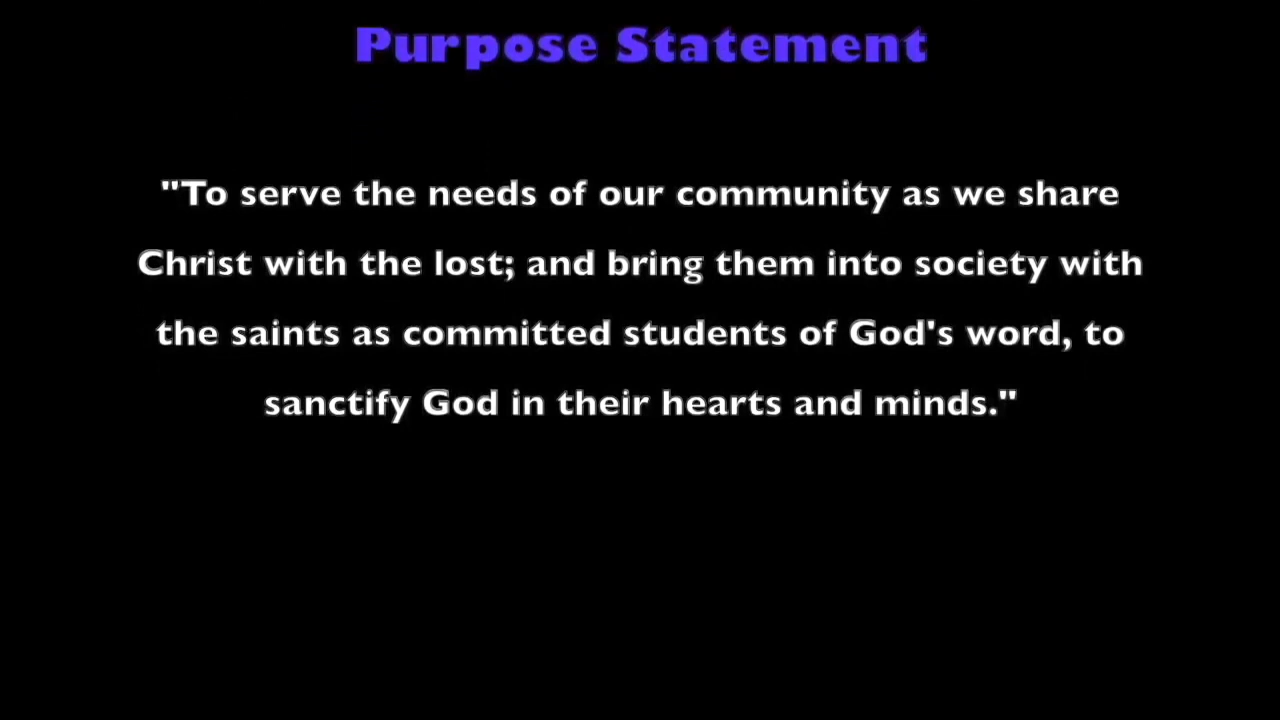 Purpose Statement
"To serve the needs of our community as we share
Christ with the lost; and bring them into society with
the saints as committed students of God's word, to
sanctify God in their hearts and minds."